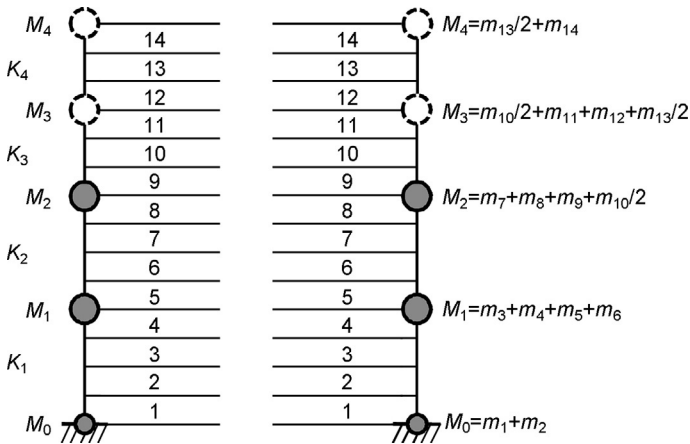 M4 14 14 M4=m13/2+m14
K4 13 13
M3 12 12 M3=m10/2+m11+m12+m13/2
11 11
K3 10 10
M2 9 9 M2=m7+m8+m9+m10/2
8 8
K2 7 7
6 6
M1 5 5 M1=m3+m4+m5+m6
4 4
K1 3 3
2 2
M0 1 1 M0=m1+m2